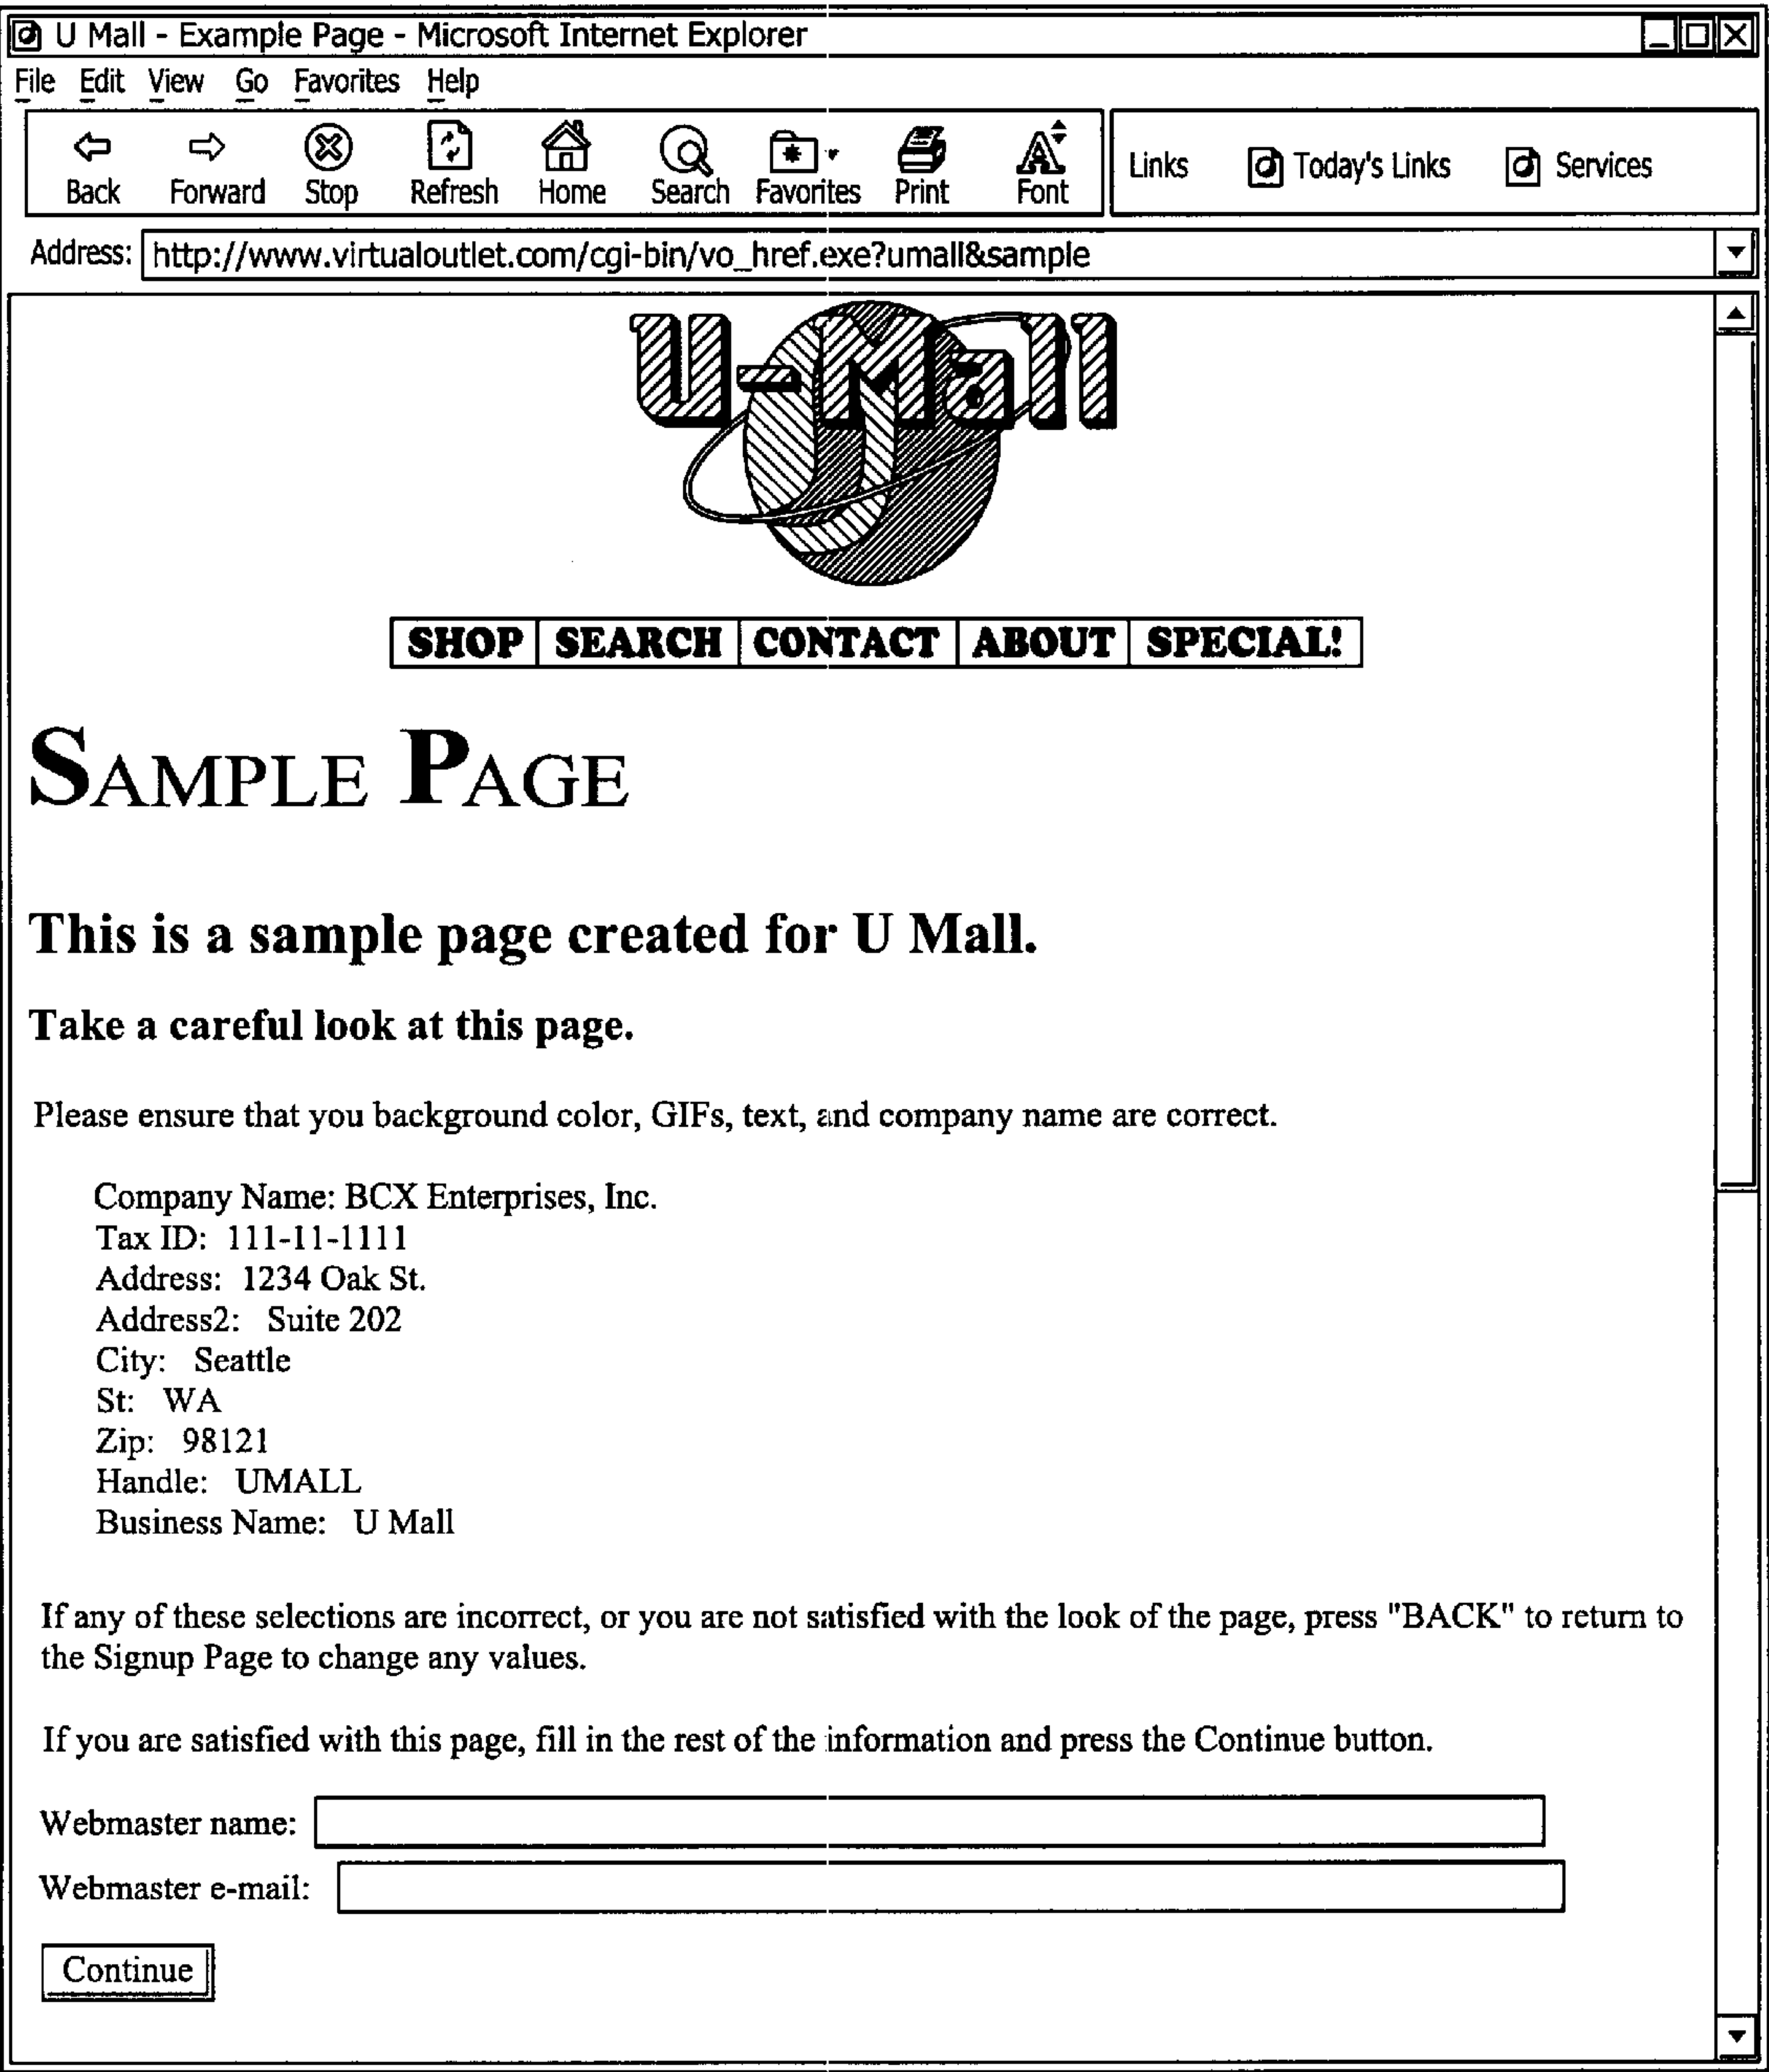 U Mall - Example Page - Microsoft Internet Explorer
File Edit View Go Favorites Help
Back Forward Stop Refresh Home Search Favorites Print Font Links Today's Links Services
Address: http://www.virtualoutlet.com/cgi-bin/vo_href.exe?umall&sample
U-Mall
SHOP SEARCH CONTACT ABOUT SPECIAL!
SAMPLE PAGE
This is a sample page created for U Mall.
Take a careful look at this page.
Please ensure that you background color, GIFs, text, and company name are correct.
Company Name: BCX Enterprises, Inc.
Tax ID: 111-11-1111
Address: 1234 Oak St.
Address2: Suite 202
City: Seattle
St: WA
Zip: 98121
Handle: UMALL
Business Name: U Mall
If any of these selections are incorrect, or you are not satisfied with the look of the page, press "BACK" to return to
the Signup Page to change any values.
If you are satisfied with this page, fill in the rest of the information and press the Continue button.
Webmaster name:
Webmaster e-mail:
Continue